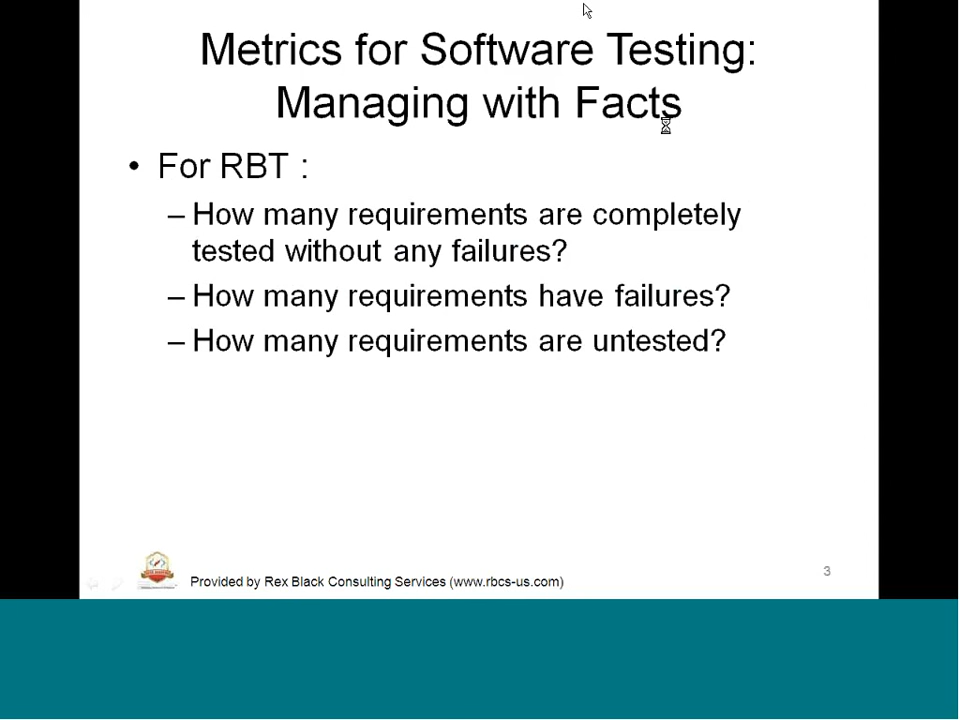 Metrics for Software Testing:
Managing with Facts
• For RBT :
– How many requirements are completely
tested without any failures?
– How many requirements have failures?
– How many requirements are untested?
Provided by Rex Black Consulting Services (www.rbcs-us.com)
3